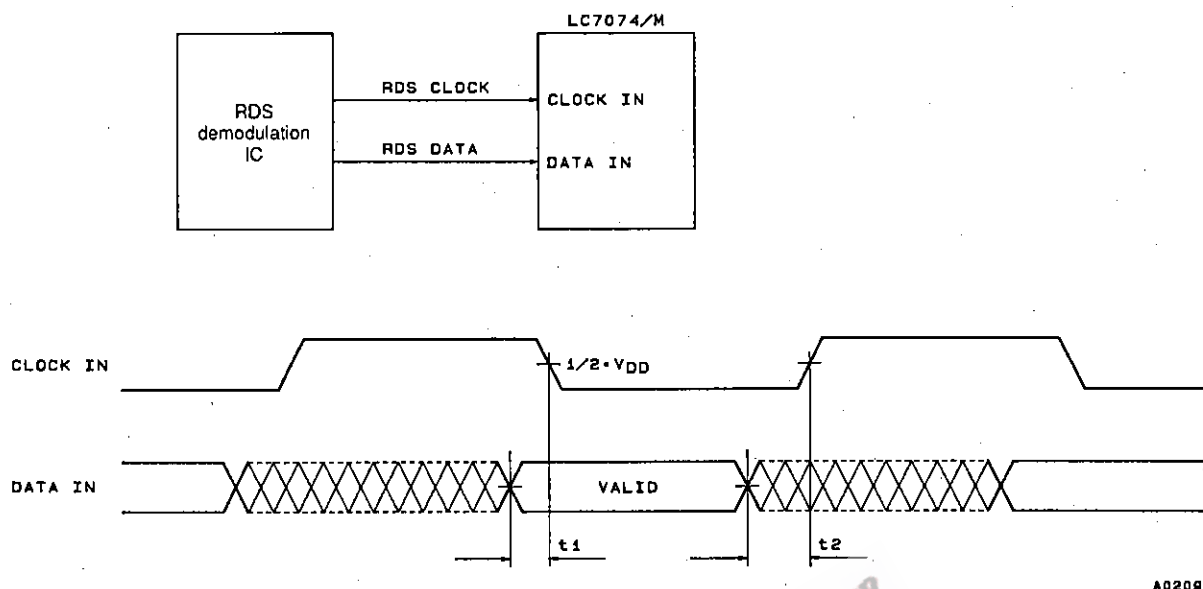 LC7074/M
RDS
demodulation
IC
RDS CLOCK
CLOCK IN
RDS DATA
DATA IN
CLOCK IN
1/2·VDD
DATA IN
VALID
t1
t2
A0209